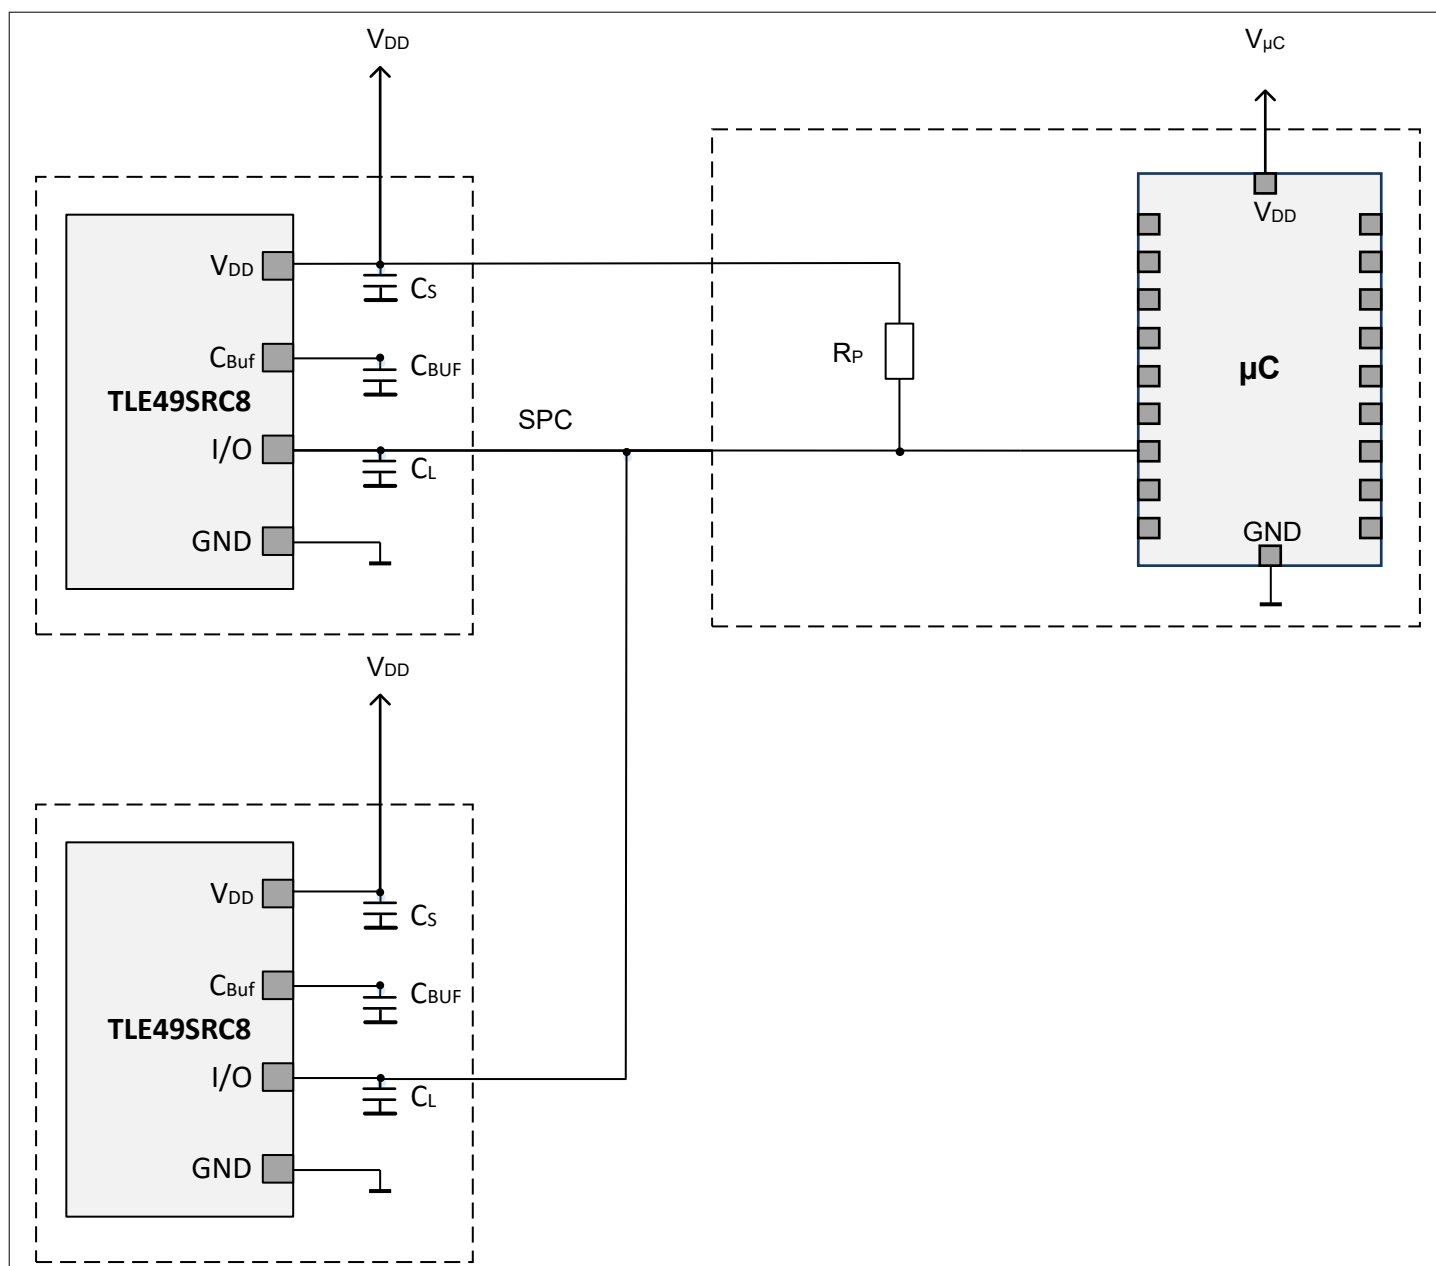 VDD
VµC
VDD
VDD
CS
RP
CBuf
CBUF
µC
TLE49SRC8
SPC
I/O
CL
GND
GND
VDD
VDD
CS
CBuf
CBUF
TLE49SRC8
I/O
CL
GND